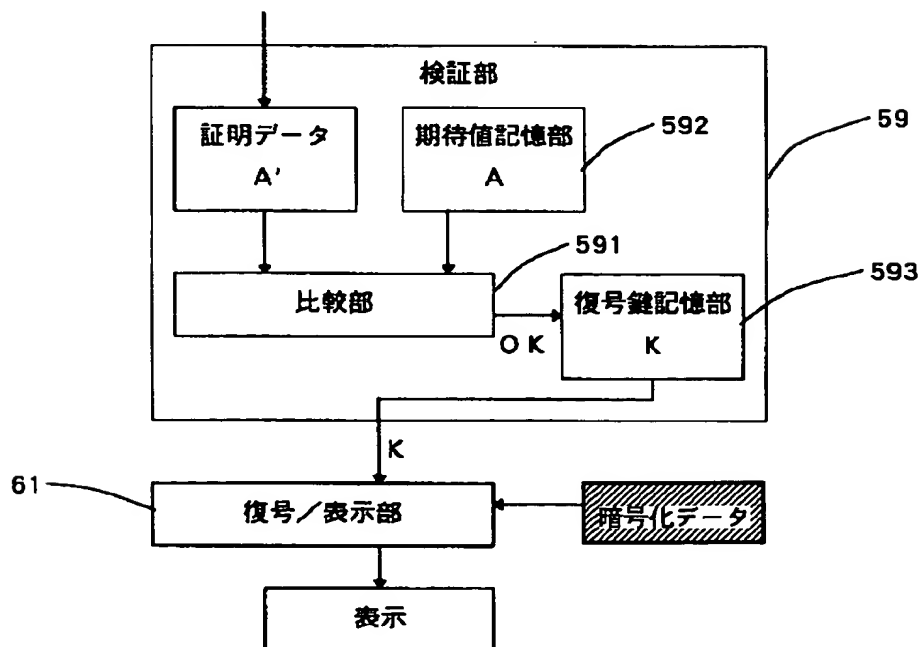 検証部
証明データ
A'
期待値記憶部
A
592
59
591
比較部
OK
復号鍵記憶部
K
593
K
61
復号／表示部
暗号化データ
表示